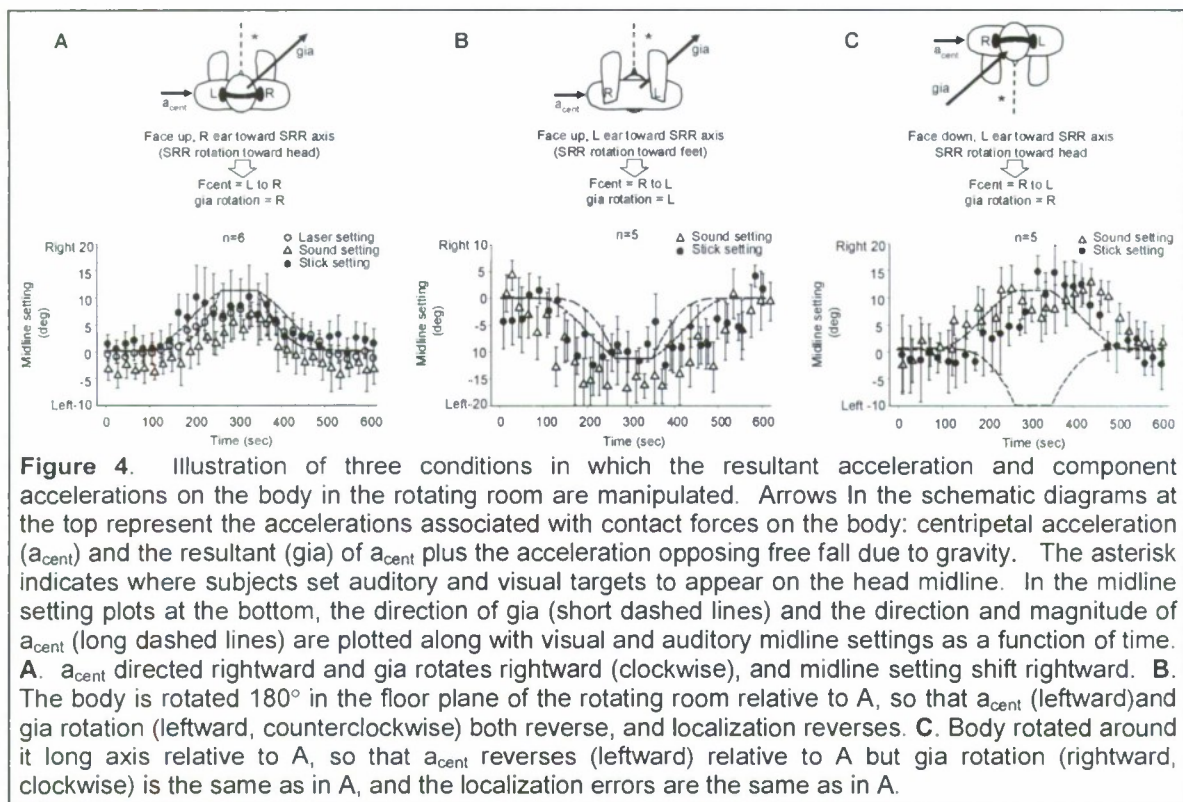 A
*
gia
L
R
a_cent
Face up, R ear toward SRR axis
(SRR rotation toward head)
Fcent = L to R
gia rotation = R
n=6
Laser setting
Sound setting
Stick setting
Right 20
15
10
5
0
-5
Left-10
Midline setting
(deg)
0 100 200 300 400 500 600
Time (sec)
B
*
gia
R
L
a_cent
Face up, L ear toward SRR axis
(SRR rotation toward feet)
Fcent = R to L
gia rotation = L
n=5
Sound setting
Stick setting
Right 10
5
0
-5
-10
-15
Left-20
Midline setting
(deg)
0 100 200 300 400 500 600
Time (sec)
C
R
L
a_cent
gia
*
Face down, L ear toward SRR axis
SRR rotation toward head
Fcent = R to L
gia rotation = R
n=5
Sound setting
Stick setting
Right 20
15
10
5
0
-5
Left -10
Midline setting
(deg)
0 100 200 300 400 500 600
Time (sec)
Figure 4. Illustration of three conditions in which the resultant acceleration and component
accelerations on the body in the rotating room are manipulated. Arrows In the schematic diagrams at
the top represent the accelerations associated with contact forces on the body: centripetal acceleration
(a_cent) and the resultant (gia) of a_cent plus the acceleration opposing free fall due to gravity. The asterisk
indicates where subjects set auditory and visual targets to appear on the head midline. In the midline
setting plots at the bottom, the direction of gia (short dashed lines) and the direction and magnitude of
a_cent (long dashed lines) are plotted along with visual and auditory midline settings as a function of time.
A. a_cent directed rightward and gia rotates rightward (clockwise), and midline setting shift rightward. B.
The body is rotated 180° in the floor plane of the rotating room relative to A, so that a_cent (leftward)and
gia rotation (leftward, counterclockwise) both reverse, and localization reverses. C. Body rotated around
it long axis relative to A, so that a_cent reverses (leftward) relative to A but gia rotation (rightward,
clockwise) is the same as in A, and the localization errors are the same as in A.